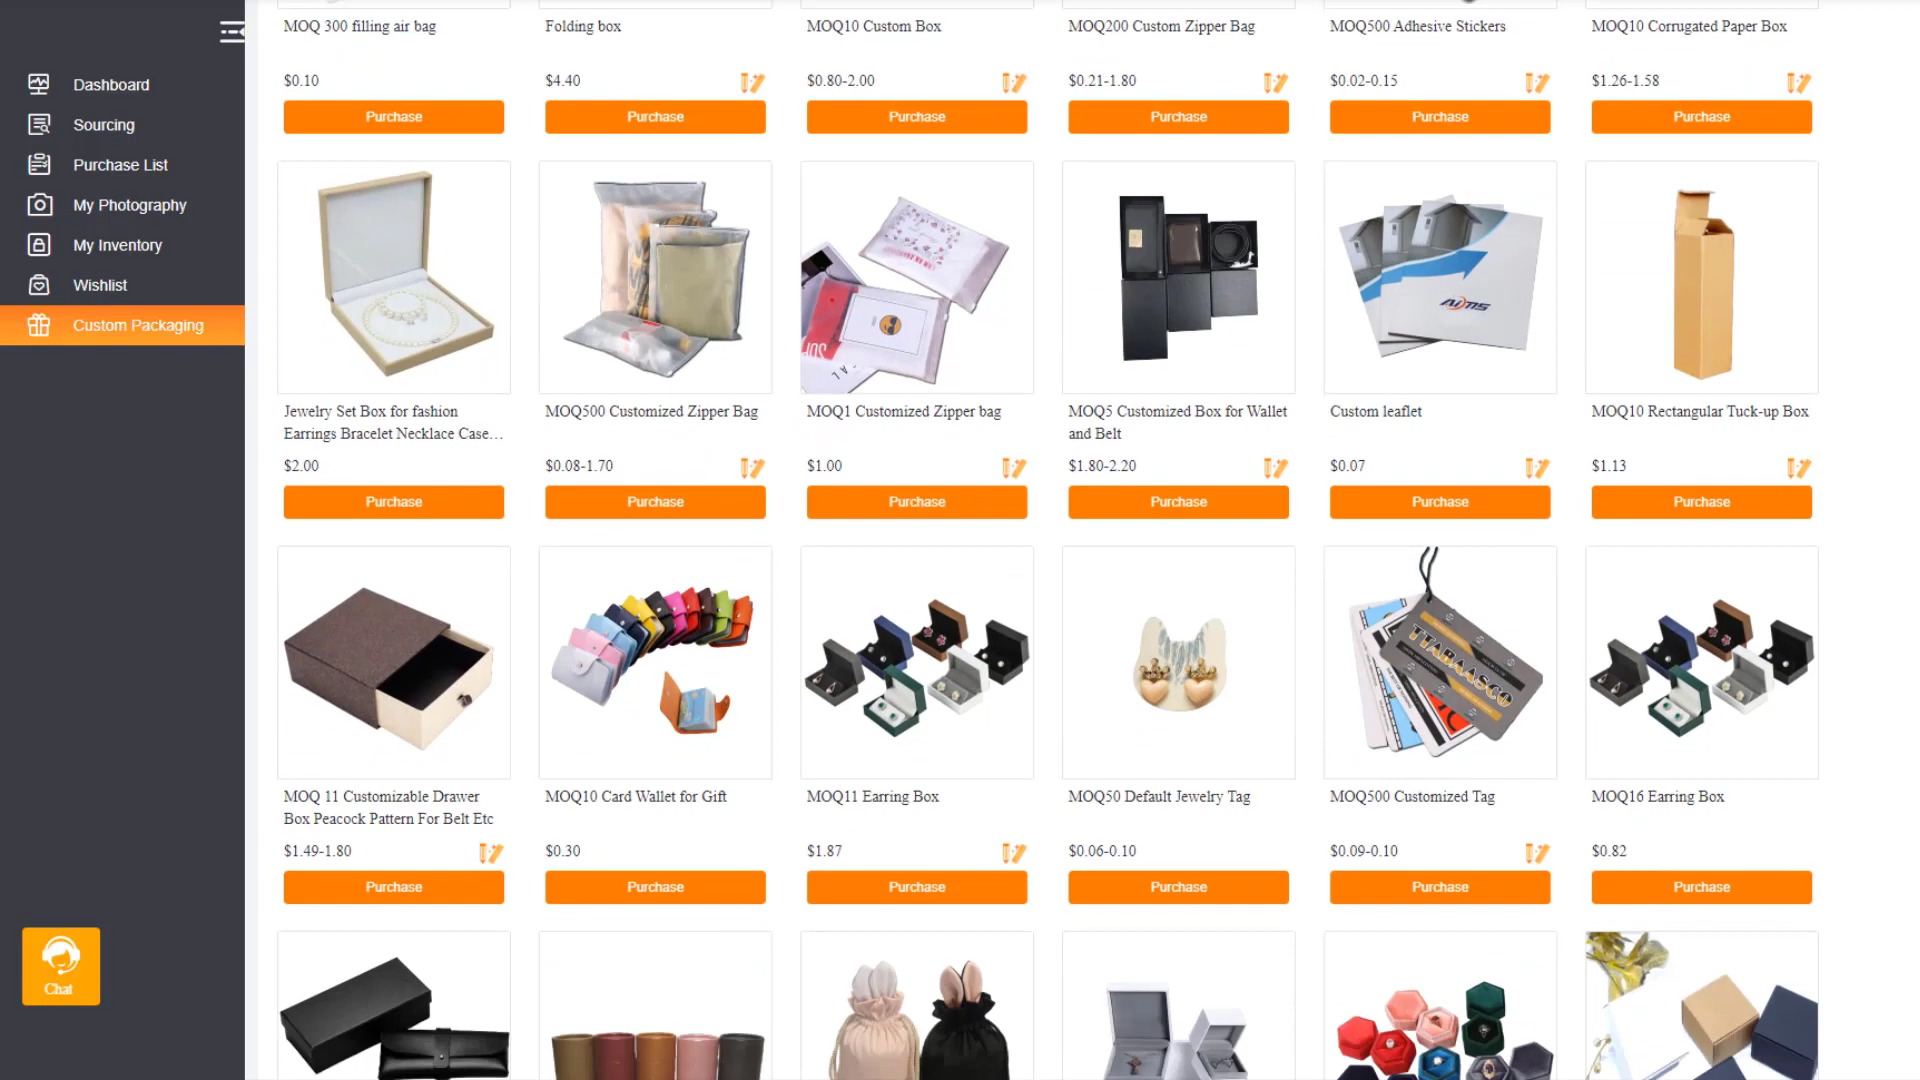 Dashboard
Sourcing
Purchase List
My Photography
My Inventory
Wishlist
Custom Packaging
Chat
MOQ 300 filling air bag
Folding box
MOQ10 Custom Box
MOQ200 Custom Zipper Bag
MOQ500 Adhesive Stickers
MOQ10 Corrugated Paper Box
$0.10
$4.40
$0.80-2.00
$0.21-1.80
$0.02-0.15
$1.26-1.58
Purchase
Purchase
Purchase
Purchase
Purchase
Purchase
AiMS
Jewelry Set Box for fashion
Earrings Bracelet Necklace Case…
MOQ500 Customized Zipper Bag
MOQ1 Customized Zipper bag
MOQ5 Customized Box for Wallet
and Belt
Custom leaflet
MOQ10 Rectangular Tuck-up Box
$2.00
$0.08-1.70
$1.00
$1.80-2.20
$0.07
$1.13
Purchase
Purchase
Purchase
Purchase
Purchase
Purchase
TTABAASCO
MOQ 11 Customizable Drawer
Box Peacock Pattern For Belt Etc
MOQ10 Card Wallet for Gift
MOQ11 Earring Box
MOQ50 Default Jewelry Tag
MOQ500 Customized Tag
MOQ16 Earring Box
$1.49-1.80
$0.30
$1.87
$0.06-0.10
$0.09-0.10
$0.82
Purchase
Purchase
Purchase
Purchase
Purchase
Purchase